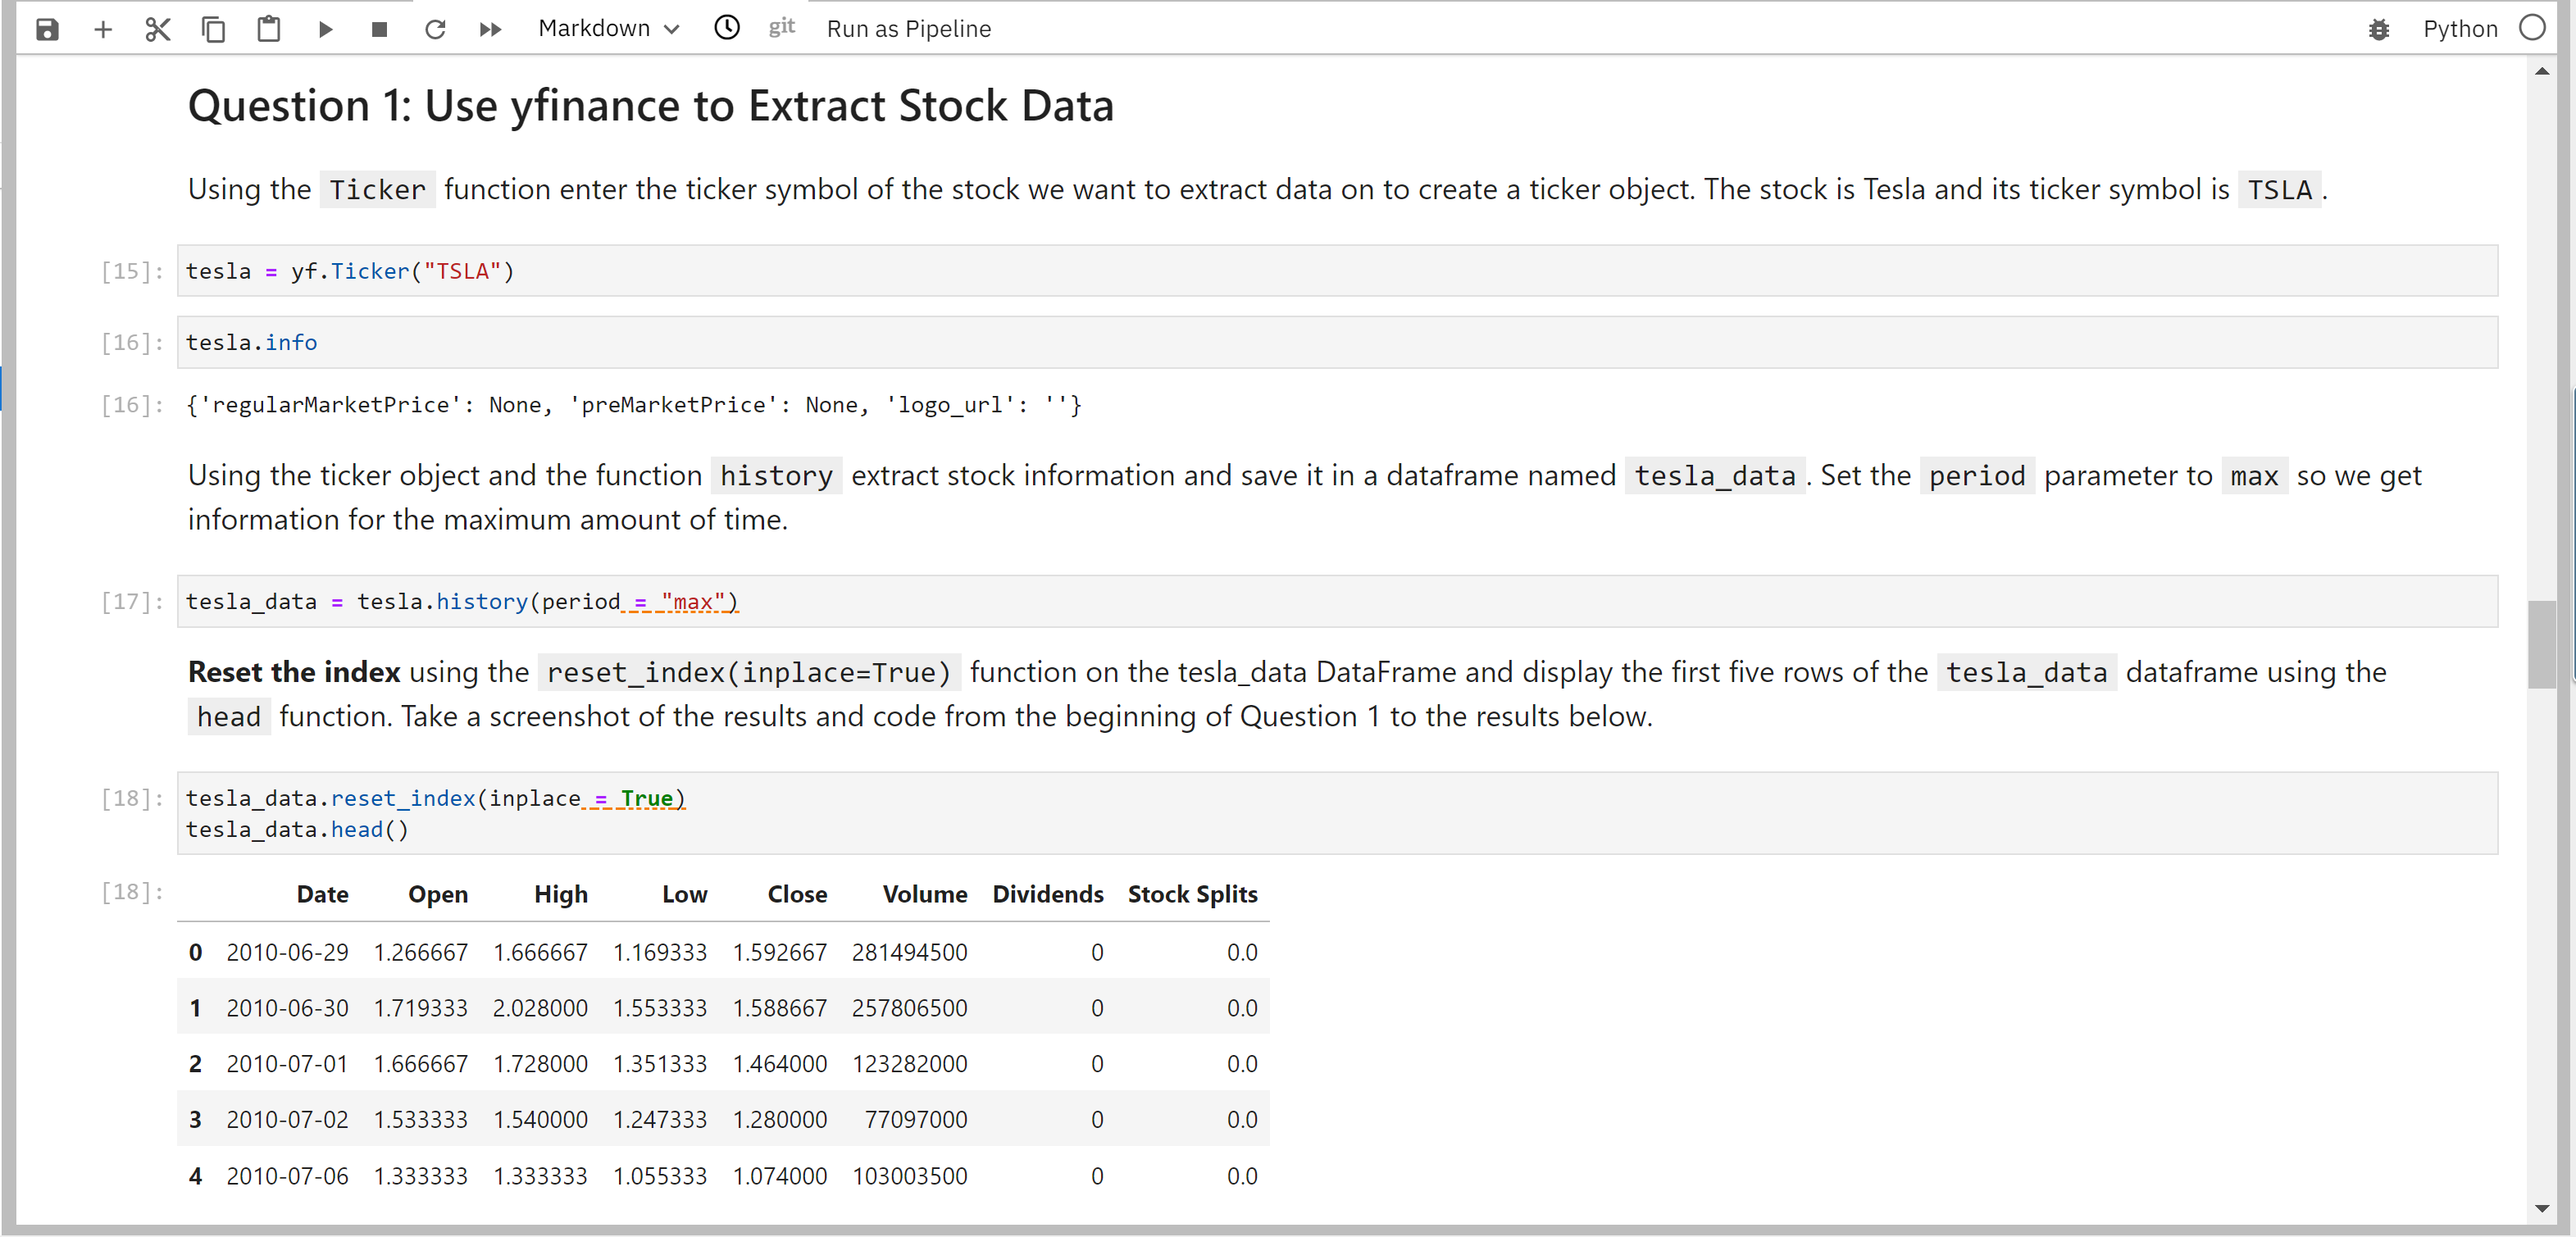 Markdown git Run as Pipeline Python
Question 1: Use yfinance to Extract Stock Data
Using the Ticker function enter the ticker symbol of the stock we want to extract data on to create a ticker object. The stock is Tesla and its ticker symbol is TSLA.
[15]: tesla = yf.Ticker("TSLA")
[16]: tesla.info
[16]: {'regularMarketPrice': None, 'preMarketPrice': None, 'logo_url': ''}
Using the ticker object and the function history extract stock information and save it in a dataframe named tesla_data. Set the period parameter to max so we get
information for the maximum amount of time.
[17]: tesla_data = tesla.history(period = "max")
Reset the index using the reset_index(inplace=True) function on the tesla_data DataFrame and display the first five rows of the tesla_data dataframe using the
head function. Take a screenshot of the results and code from the beginning of Question 1 to the results below.
[18]: tesla_data.reset_index(inplace = True)
tesla_data.head()
[18]: Date Open High Low Close Volume Dividends Stock Splits
0 2010-06-29 1.266667 1.666667 1.169333 1.592667 281494500 0 0.0
1 2010-06-30 1.719333 2.028000 1.553333 1.588667 257806500 0 0.0
2 2010-07-01 1.666667 1.728000 1.351333 1.464000 123282000 0 0.0
3 2010-07-02 1.533333 1.540000 1.247333 1.280000 77097000 0 0.0
4 2010-07-06 1.333333 1.333333 1.055333 1.074000 103003500 0 0.0